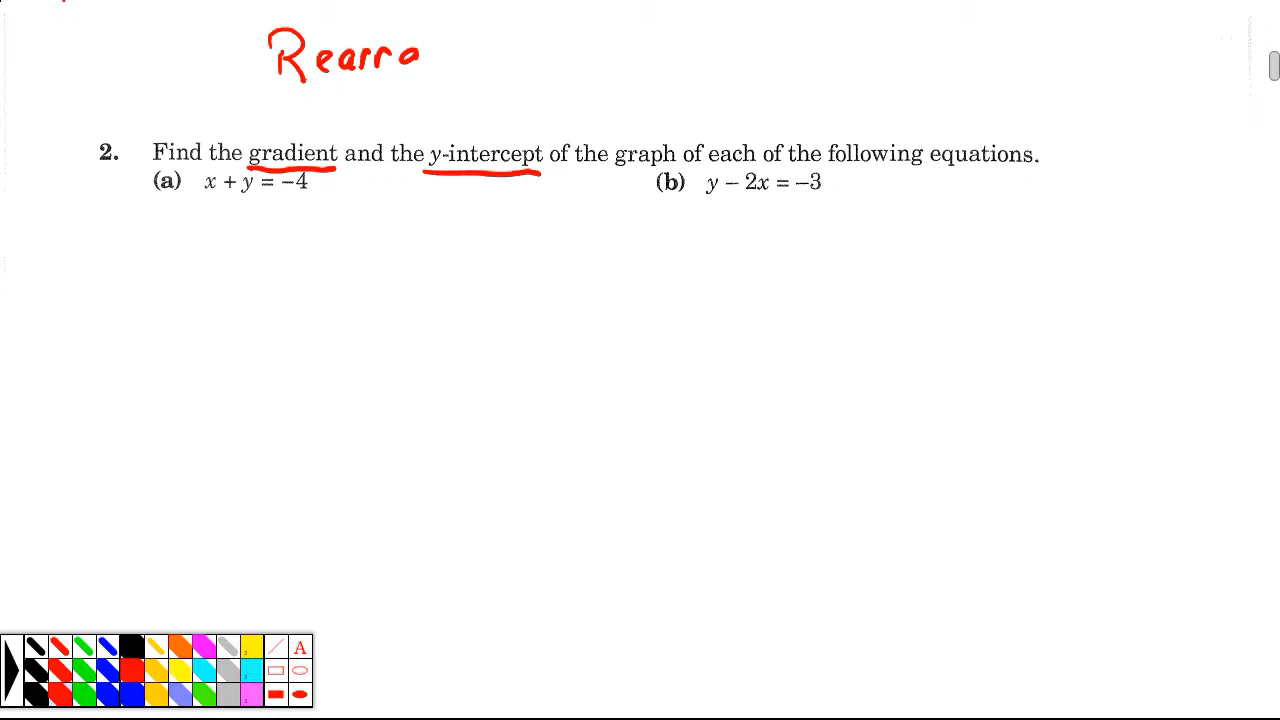 Rearra
2. Find the gradient and the y-intercept of the graph of each of the following equations.
(a) x + y = −4 (b) y − 2x = −3
A